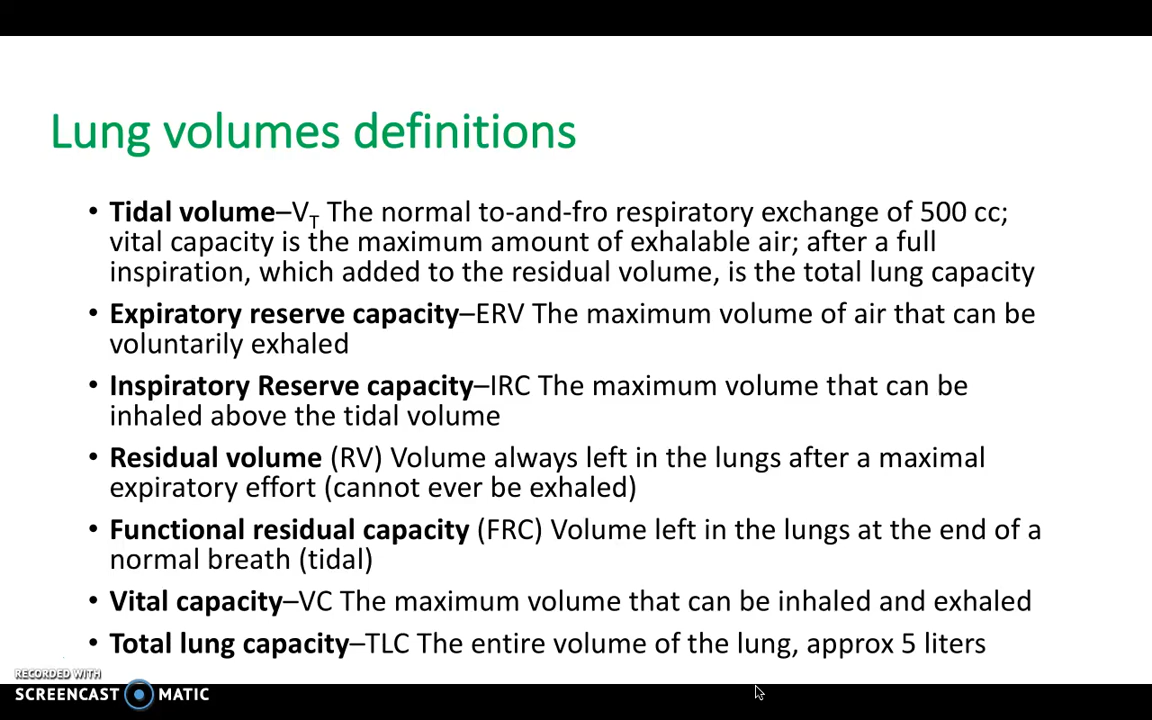 Lung volumes definitions
• Tidal volume–VT The normal to-and-fro respiratory exchange of 500 cc;
vital capacity is the maximum amount of exhalable air; after a full
inspiration, which added to the residual volume, is the total lung capacity
• Expiratory reserve capacity–ERV The maximum volume of air that can be
voluntarily exhaled
• Inspiratory Reserve capacity–IRC The maximum volume that can be
inhaled above the tidal volume
• Residual volume (RV) Volume always left in the lungs after a maximal
expiratory effort (cannot ever be exhaled)
• Functional residual capacity (FRC) Volume left in the lungs at the end of a
normal breath (tidal)
• Vital capacity–VC The maximum volume that can be inhaled and exhaled
• Total lung capacity–TLC The entire volume of the lung, approx 5 liters
RECORDED WITH
SCREENCAST MATIC